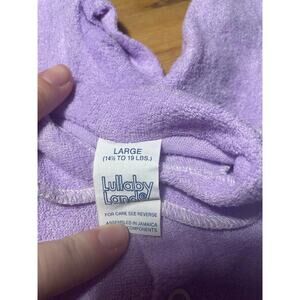 LARGE
(14½ TO 19 LBS.)
Lullaby
Land
FOR CARE SEE REVERSE
ASSEMBLED IN JAMAICA
COMPONENTS